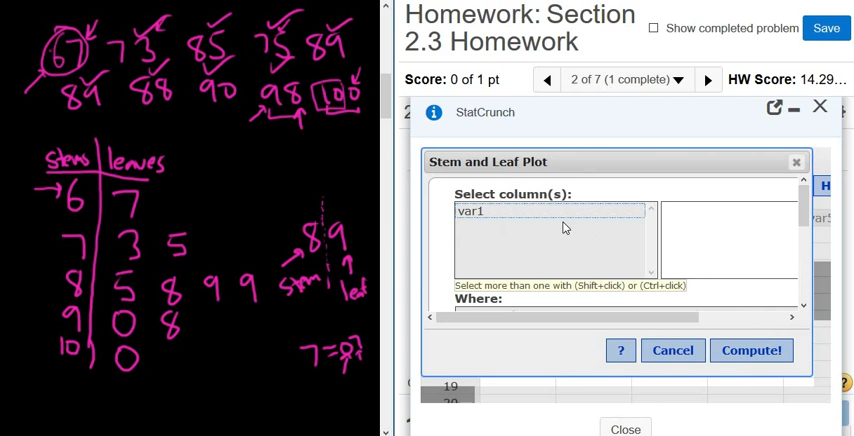 67 73 85 75 89
89 88 90 98 100
stems leaves
6 7
7 3 5
8 5 8 9 9
9 0 8
10 0
8 9
stem leaf
Homework: Section
2.3 Homework
Show completed problem
Save
Score: 0 of 1 pt
2 of 7 (1 complete)
HW Score: 14.29...
StatCrunch
Stem and Leaf Plot
Select column(s):
var1
Select more than one with (Shift+click) or (Ctrl+click)
Where:
?
Cancel
Compute!
19
Close